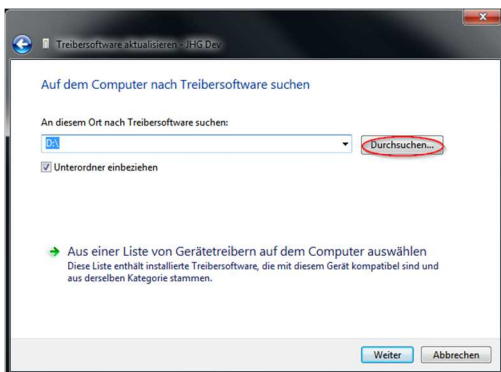 Treibersoftware aktualisieren - JHG Dev
Auf dem Computer nach Treibersoftware suchen
An diesem Ort nach Treibersoftware suchen:
D:\
Durchsuchen...
Unterordner einbeziehen
Aus einer Liste von Gerätetreibern auf dem Computer auswählen
Diese Liste enthält installierte Treibersoftware, die mit diesem Gerät kompatibel sind und
aus derselben Kategorie stammen.
Weiter
Abbrechen